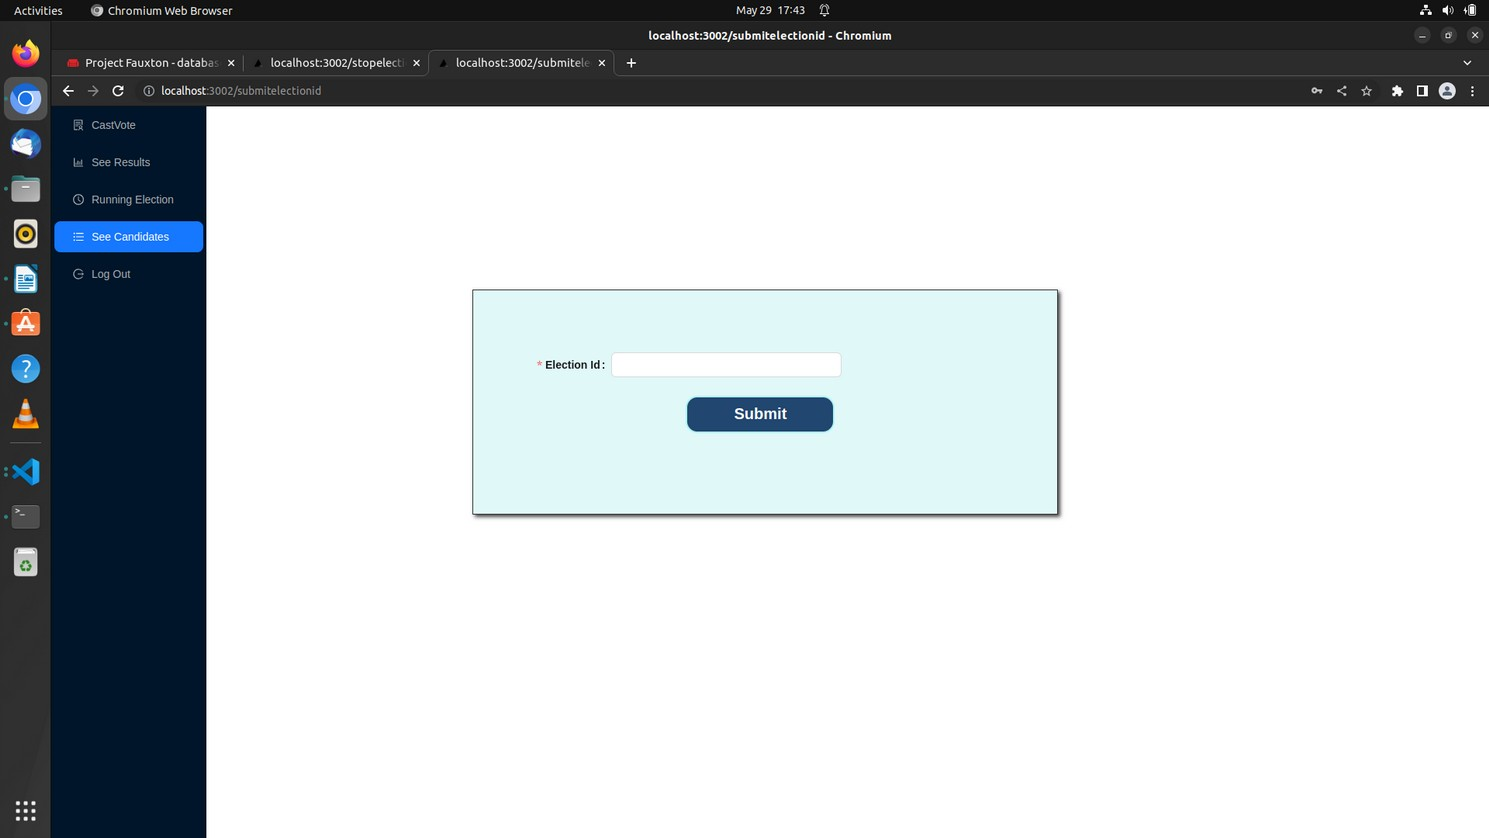 Activities
Chromium Web Browser
May 29 17:43
localhost:3002/submitelectionid - Chromium
Project Fauxton - databas
localhost:3002/stopelecti
localhost:3002/submitele
localhost:3002/submitelectionid
CastVote
See Results
Running Election
See Candidates
Log Out
* Election Id :
Submit